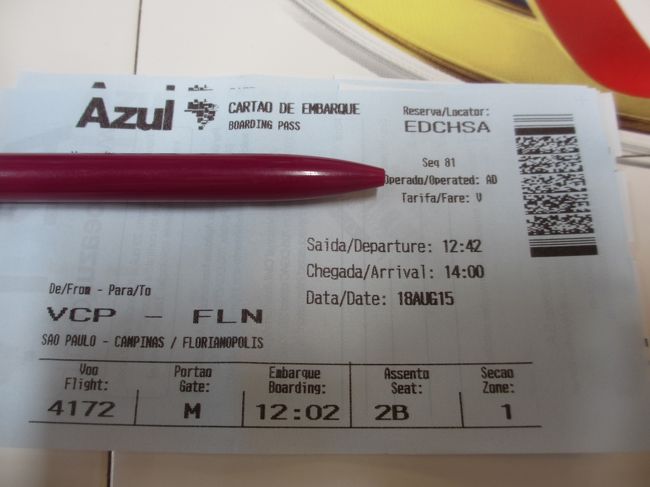 Azul CARTAO DE EMBARQUE
BOARDING PASS
Reserva/Locator:
EDCHSA
Seq 81
Operado/Operated: AD
Tarifa/Fare: V
Saida/Departure: 12:42
Chegada/Arrival: 14:00
Data/Date: 18AUG15
De/From - Para/To
VCP - FLN
SAO PAULO - CAMPINAS / FLORIANOPOLIS
Voo Portao Embarque Assento Secao
Flight: Gate: Boarding: Seat: Zone:
4172 M 12:02 2B 1